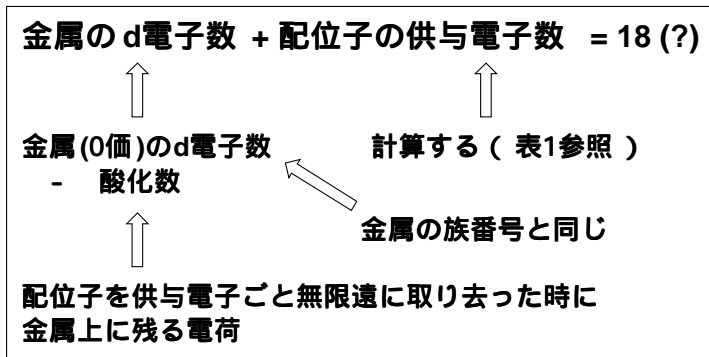 金属のd電子数 + 配位子の供与電子数 = 18 (?)
金属(0価)のd電子数
- 酸化数
計算する(表1参照)
金属の族番号と同じ
配位子を供与電子ごと無限遠に取り去った時に
金属上に残る電荷